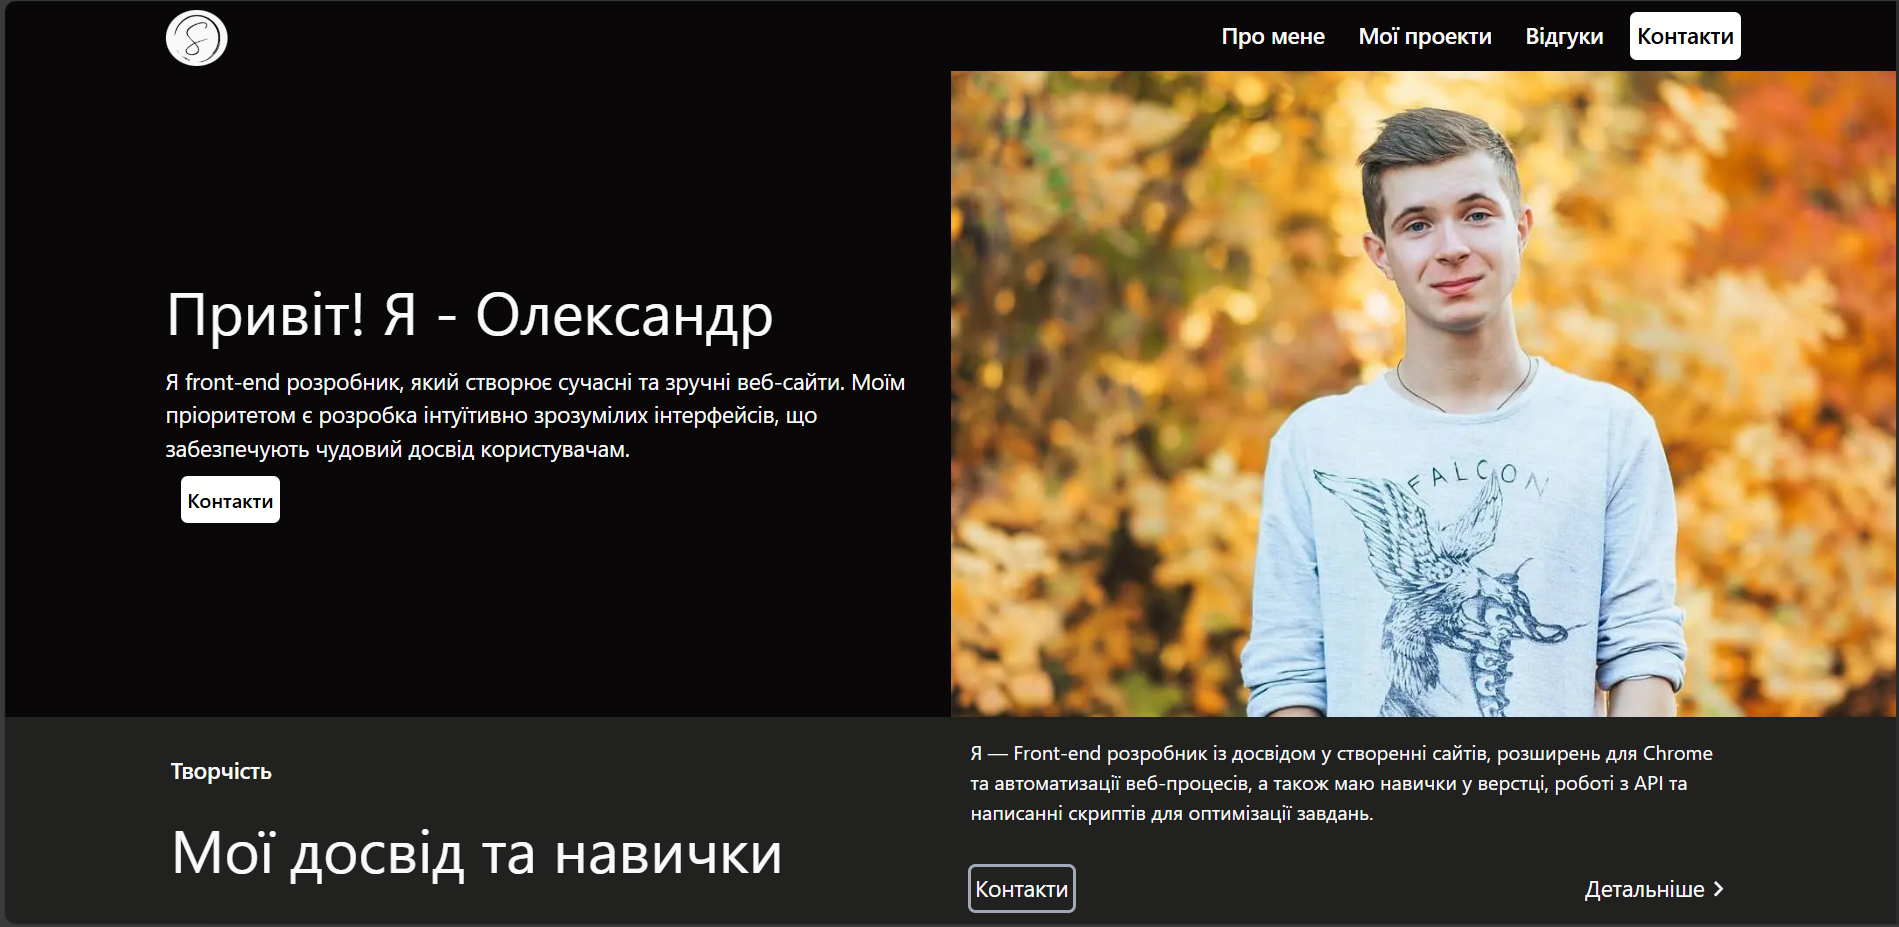 Про мене Мої проекти Відгуки Контакти
Привіт! Я - Олександр
Я front-end розробник, який створює сучасні та зручні веб-сайти. Моїм
пріоритетом є розробка інтуїтивно зрозумілих інтерфейсів, що
забезпечують чудовий досвід користувачам.
Контакти
FALCON
Творчість
Мої досвід та навички
Я — Front-end розробник із досвідом у створенні сайтів, розширень для Chrome
та автоматизації веб-процесів, а також маю навички у верстці, роботі з API та
написанні скриптів для оптимізації завдань.
Контакти Детальніше